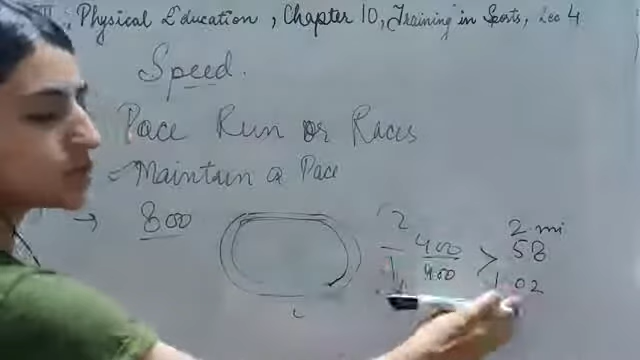 : Physical Education, Chapter 10, Training in Sports, Lec 4
Speed.
Pace Run or Races
= Maintain a Pace
→ 800
2
400
400
>
2 mi
58
1 02